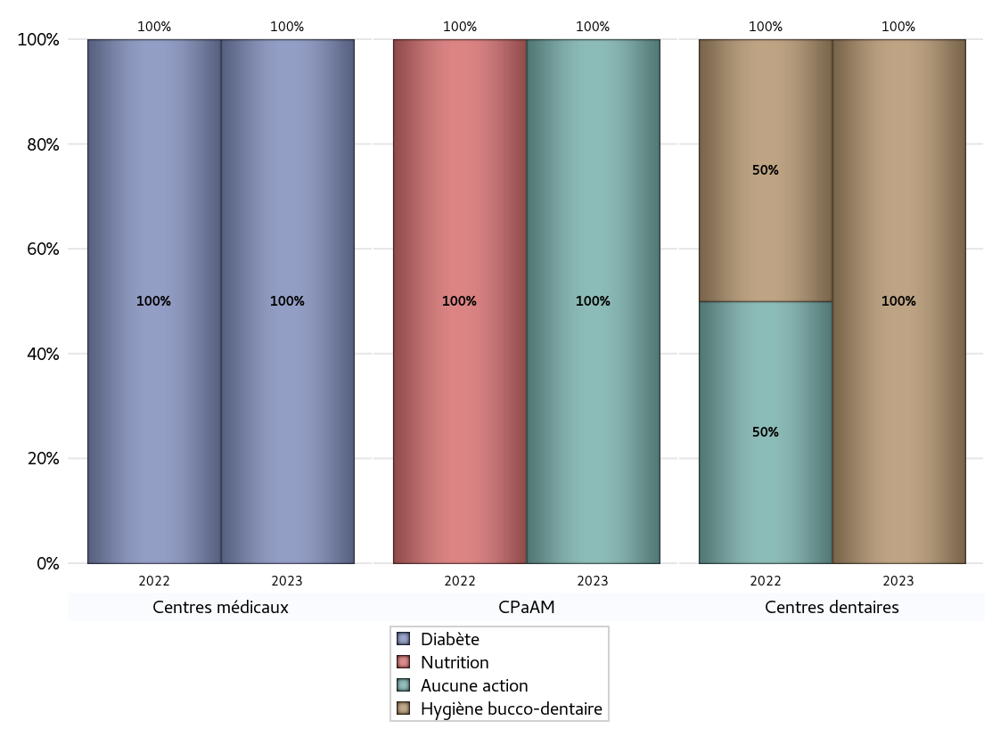 100% 100% 100% 100% 100% 100%
100%
80%
50%
60%
100% 100% 100% 100% 100%
40%
50%
20%
0%
2022 2023 2022 2023 2022 2023
Centres médicaux CPaAM Centres dentaires
Diabète
Nutrition
Aucune action
Hygiène bucco-dentaire